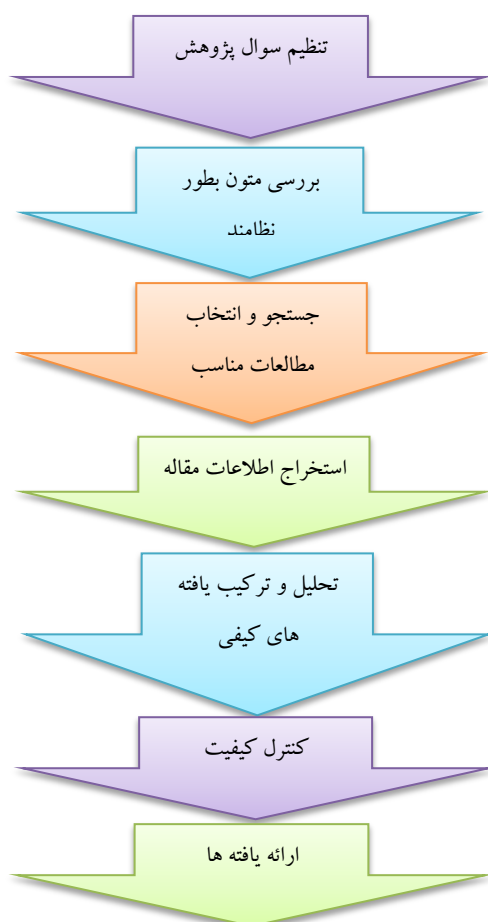 تنظیم سوال پژوهش
بررسی متون بطور
نظامند
جستجو و انتخاب
مطالعات مناسب
استخراج اطلاعات مقاله
تحلیل و ترکیب یافته
های کیفی
کنترل کیفیت
ارائه یافته ها